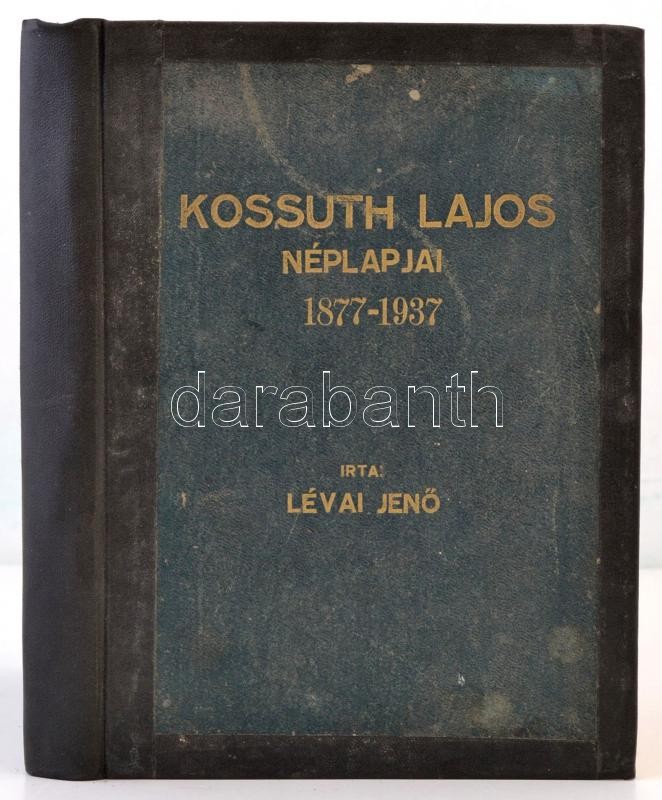 KOSSUTH LAJOS
NÉPLAPJAI
1877-1937
darabanth
IRTA:
LÉVAI JENŐ